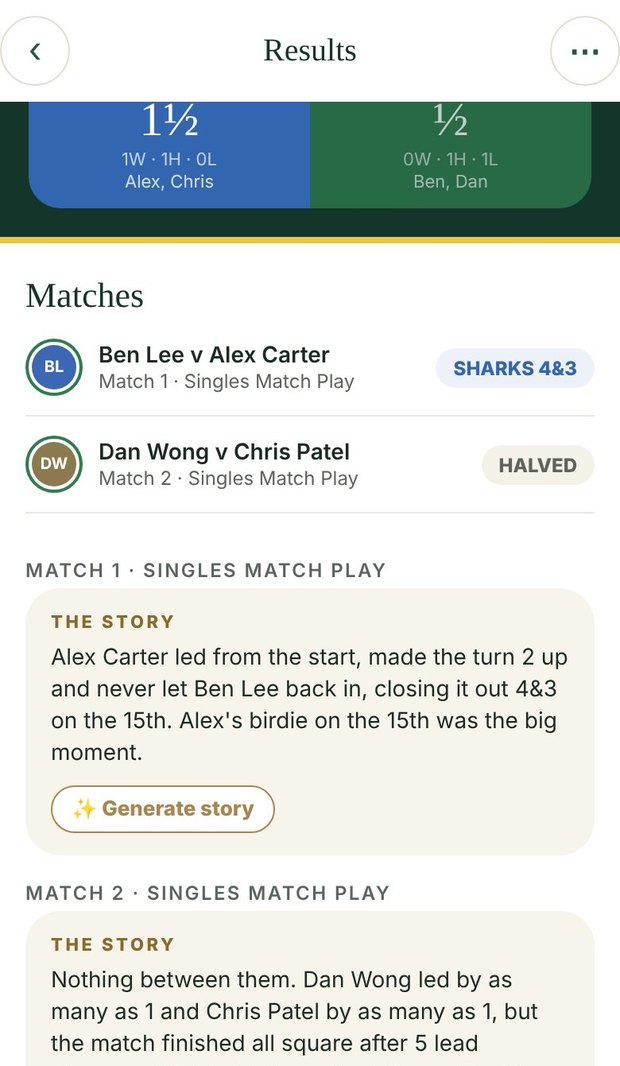 Results
1½
½
1W · 1H · 0L
0W · 1H · 1L
Alex, Chris
Ben, Dan
Matches
BL
Ben Lee v Alex Carter
Match 1 · Singles Match Play
SHARKS 4&3
DW
Dan Wong v Chris Patel
Match 2 · Singles Match Play
HALVED
MATCH 1 · SINGLES MATCH PLAY
THE STORY
Alex Carter led from the start, made the turn 2 up
and never let Ben Lee back in, closing it out 4&3
on the 15th. Alex's birdie on the 15th was the big
moment.
✨ Generate story
MATCH 2 · SINGLES MATCH PLAY
THE STORY
Nothing between them. Dan Wong led by as
many as 1 and Chris Patel by as many as 1, but
the match finished all square after 5 lead